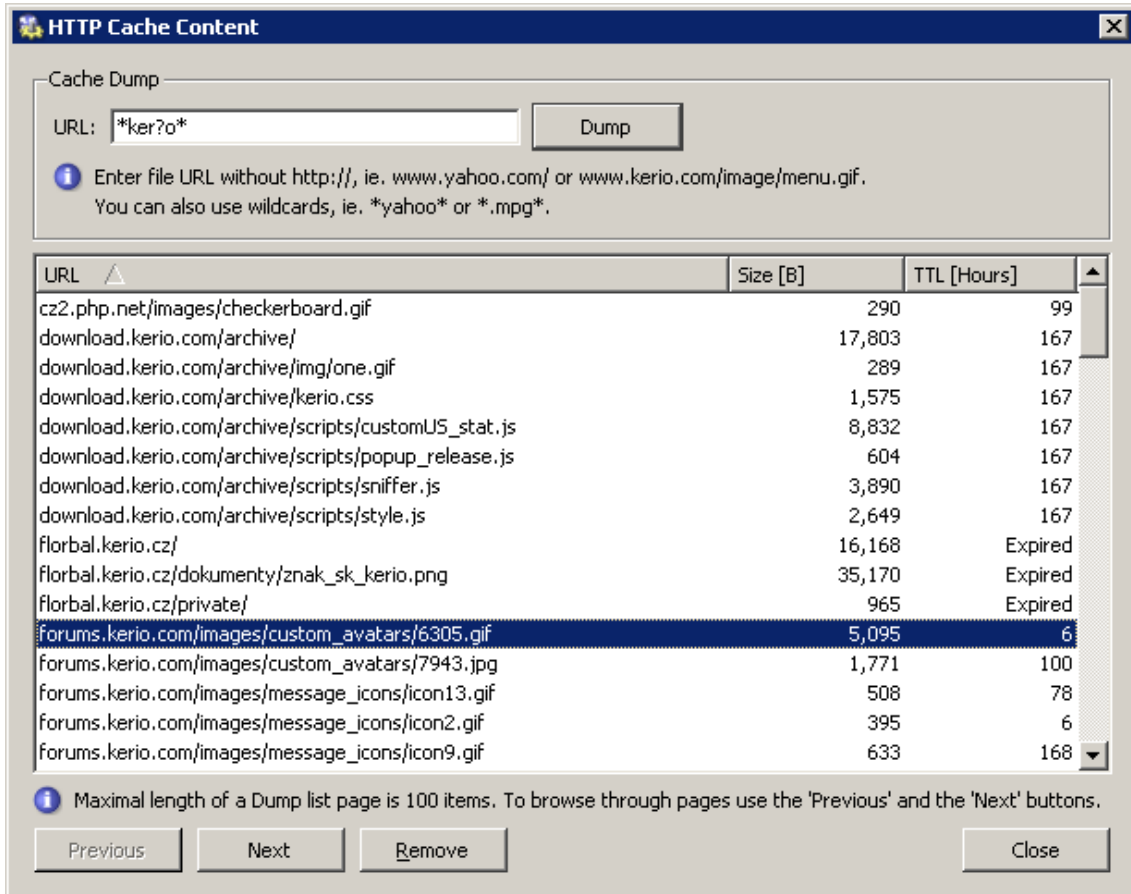 HTTP Cache Content
Cache Dump
URL: *ker?o* Dump
Enter file URL without http://, ie. www.yahoo.com/ or www.kerio.com/image/menu.gif.
You can also use wildcards, ie. *yahoo* or *.mpg*.
URL Size [B] TTL [Hours]
cz2.php.net/images/checkerboard.gif 290 99
download.kerio.com/archive/ 17,803 167
download.kerio.com/archive/img/one.gif 289 167
download.kerio.com/archive/kerio.css 1,575 167
download.kerio.com/archive/scripts/customUS_stat.js 8,832 167
download.kerio.com/archive/scripts/popup_release.js 604 167
download.kerio.com/archive/scripts/sniffer.js 3,890 167
download.kerio.com/archive/scripts/style.js 2,649 167
florbal.kerio.cz/ 16,168 Expired
florbal.kerio.cz/dokumenty/znak_sk_kerio.png 35,170 Expired
florbal.kerio.cz/private/ 965 Expired
forums.kerio.com/images/custom_avatars/6305.gif 5,095 6
forums.kerio.com/images/custom_avatars/7943.jpg 1,771 100
forums.kerio.com/images/message_icons/icon13.gif 508 78
forums.kerio.com/images/message_icons/icon2.gif 395 6
forums.kerio.com/images/message_icons/icon9.gif 633 168
Maximal length of a Dump list page is 100 items. To browse through pages use the 'Previous' and the 'Next' buttons.
Previous Next Remove Close